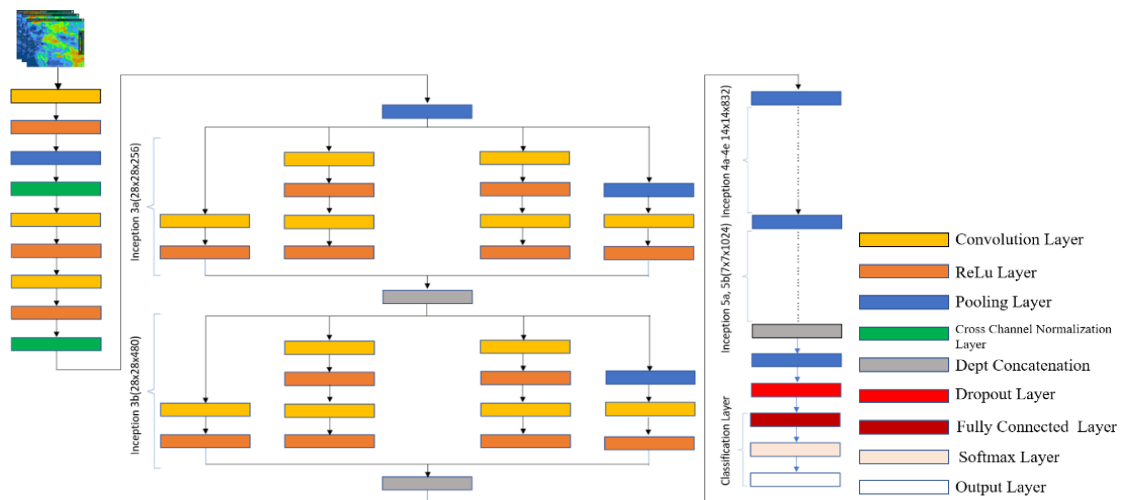 Inception 3a(28x28x256)
Inception 3b(28x28x480)
Inception 4a-4e 14x14x832)
Inception 5a, 5b(7x7x1024)
Classification Layer
Convolution Layer
ReLu Layer
Pooling Layer
Cross Channel Normalization
Layer
Dept Concatenation
Dropout Layer
Fully Connected Layer
Softmax Layer
Output Layer